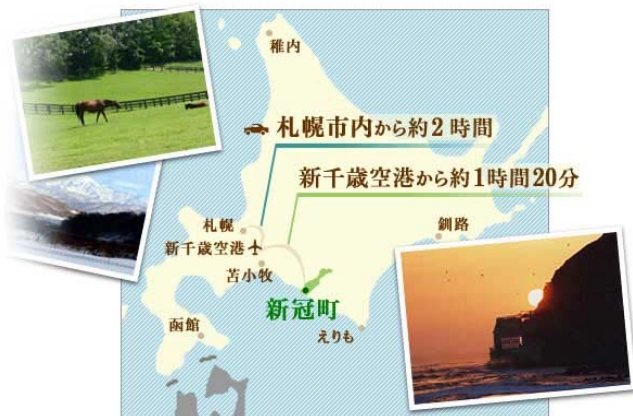 稚内
札幌市内から約2時間
新千歳空港から約1時間20分
札幌
釧路
新千歳空港
苫小牧
新冠町
函館
えりも